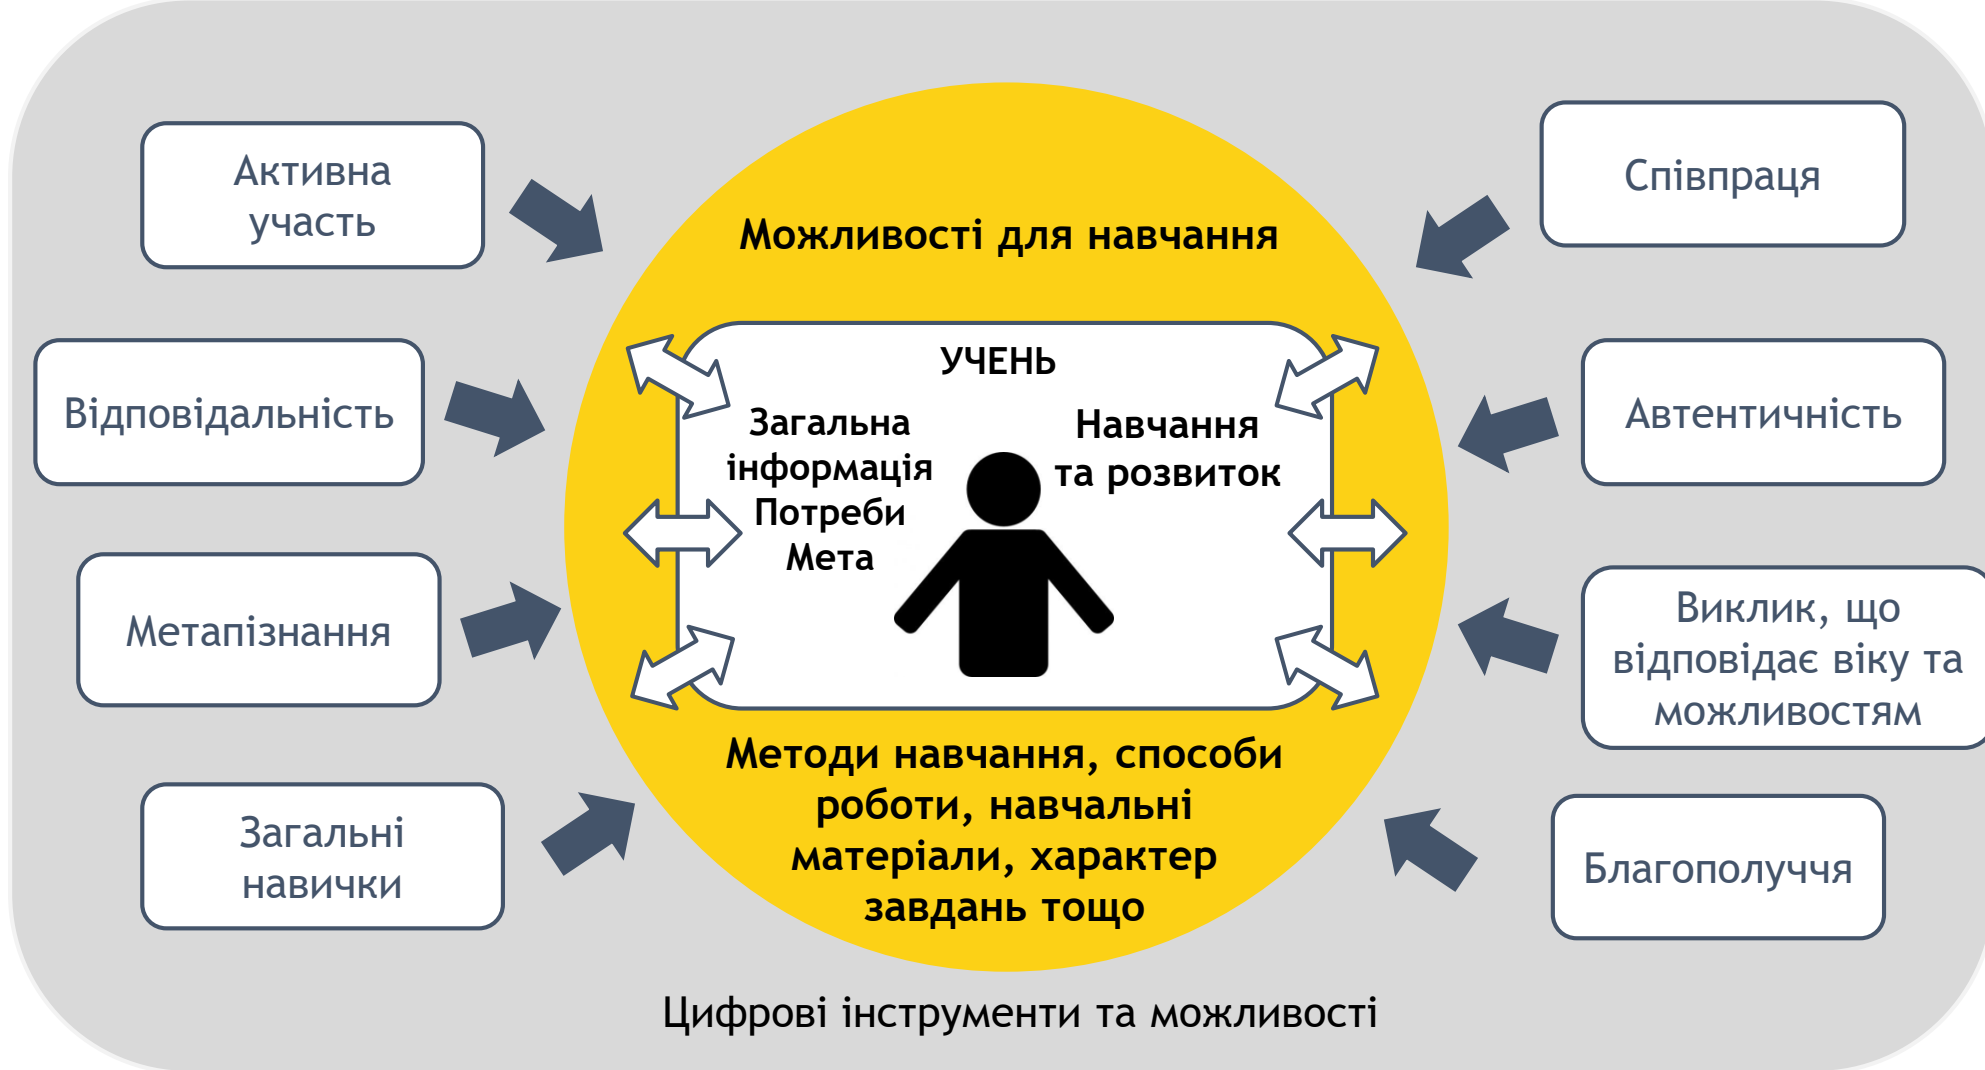 Активна
участь
Співпраця
Можливості для навчання
Відповідальність
УЧЕНЬ
Автентичність
Загальна
інформація
Потреби
Мета
Навчання
та розвиток
Метапізнання
Виклик, що
відповідає віку та
можливостям
Загальні
навички
Методи навчання, способи
роботи, навчальні
матеріали, характер
завдань тощо
Благополуччя
Цифрові інструменти та можливості